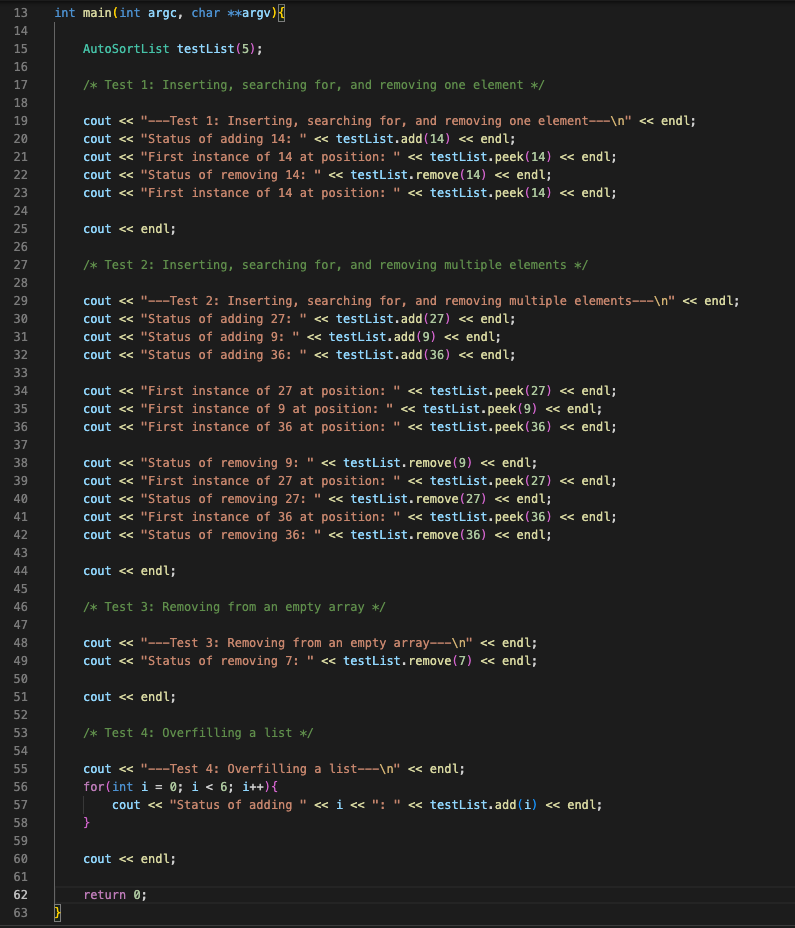 13 int main(int argc, char **argv){
14
15 AutoSortList testList(5);
16
17 /* Test 1: Inserting, searching for, and removing one element */
18
19 cout << "---Test 1: Inserting, searching for, and removing one element---\n" << endl;
20 cout << "Status of adding 14: " << testList.add(14) << endl;
21 cout << "First instance of 14 at position: " << testList.peek(14) << endl;
22 cout << "Status of removing 14: " << testList.remove(14) << endl;
23 cout << "First instance of 14 at position: " << testList.peek(14) << endl;
24
25 cout << endl;
26
27 /* Test 2: Inserting, searching for, and removing multiple elements */
28
29 cout << "---Test 2: Inserting, searching for, and removing multiple elements---\n" << endl;
30 cout << "Status of adding 27: " << testList.add(27) << endl;
31 cout << "Status of adding 9: " << testList.add(9) << endl;
32 cout << "Status of adding 36: " << testList.add(36) << endl;
33
34 cout << "First instance of 27 at position: " << testList.peek(27) << endl;
35 cout << "First instance of 9 at position: " << testList.peek(9) << endl;
36 cout << "First instance of 36 at position: " << testList.peek(36) << endl;
37
38 cout << "Status of removing 9: " << testList.remove(9) << endl;
39 cout << "First instance of 27 at position: " << testList.peek(27) << endl;
40 cout << "Status of removing 27: " << testList.remove(27) << endl;
41 cout << "First instance of 36 at position: " << testList.peek(36) << endl;
42 cout << "Status of removing 36: " << testList.remove(36) << endl;
43
44 cout << endl;
45
46 /* Test 3: Removing from an empty array */
47
48 cout << "---Test 3: Removing from an empty array---\n" << endl;
49 cout << "Status of removing 7: " << testList.remove(7) << endl;
50
51 cout << endl;
52
53 /* Test 4: Overfilling a list */
54
55 cout << "---Test 4: Overfilling a list---\n" << endl;
56 for(int i = 0; i < 6; i++){
57 cout << "Status of adding " << i << ": " << testList.add(i) << endl;
58 }
59
60 cout << endl;
61
62 return 0;
63 }